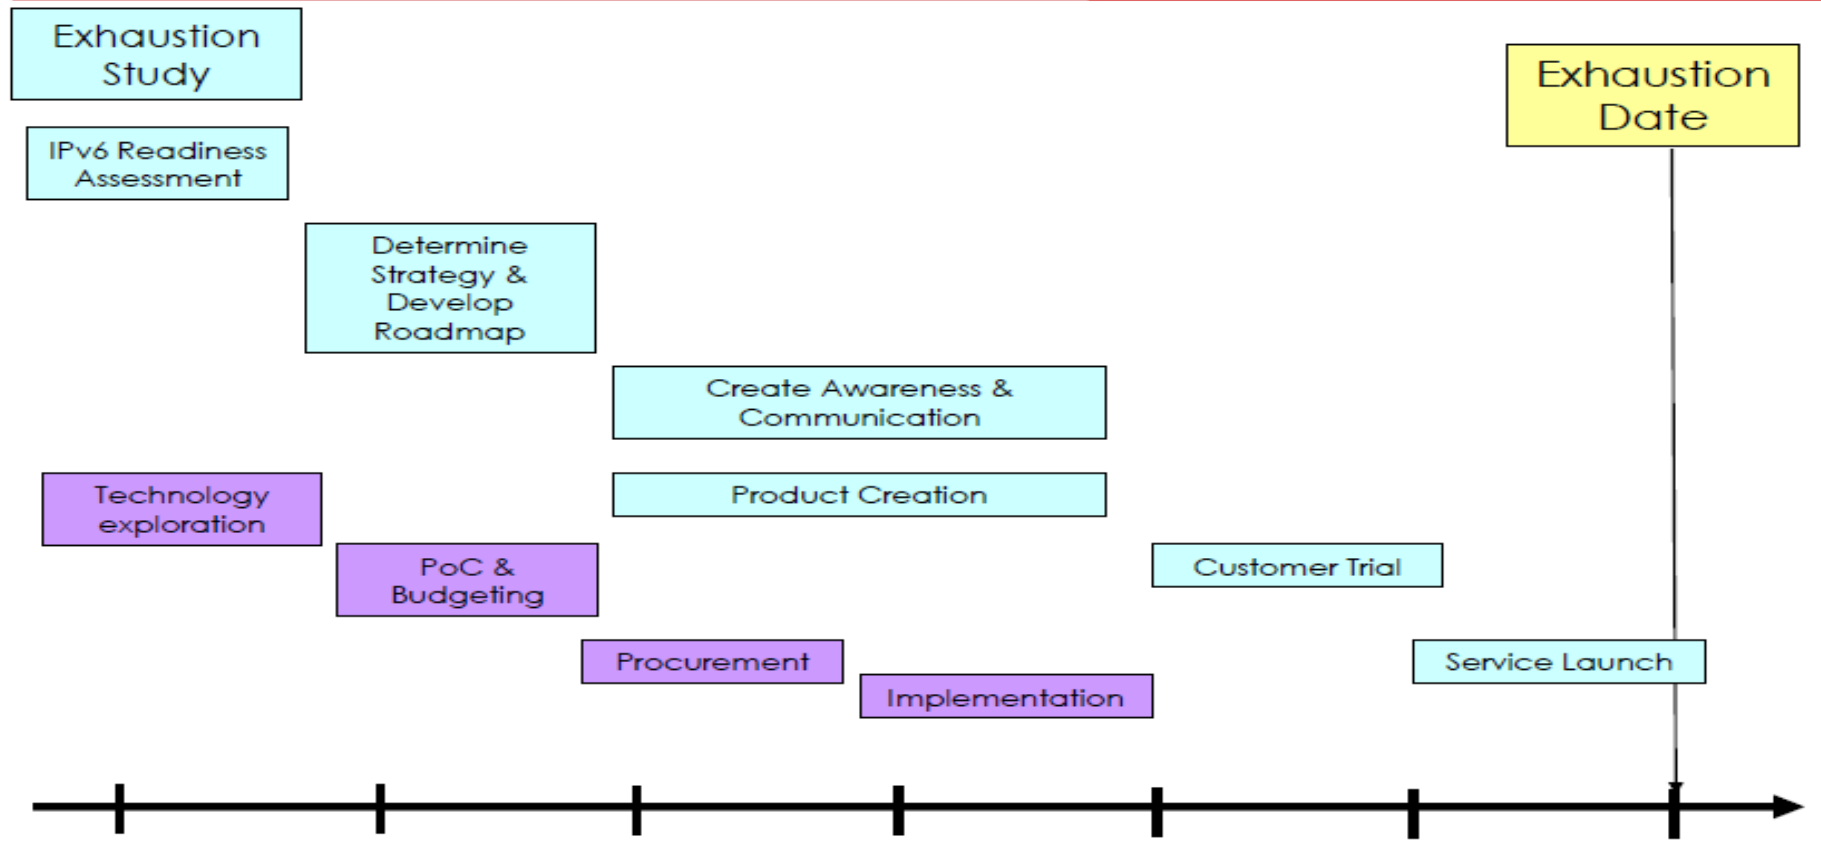 Exhaustion
Study
Exhaustion
Date
IPv6 Readiness
Assessment
Determine
Strategy &
Develop
Roadmap
Create Awareness &
Communication
Technology
exploration
Product Creation
PoC &
Budgeting
Customer Trial
Procurement
Service Launch
Implementation